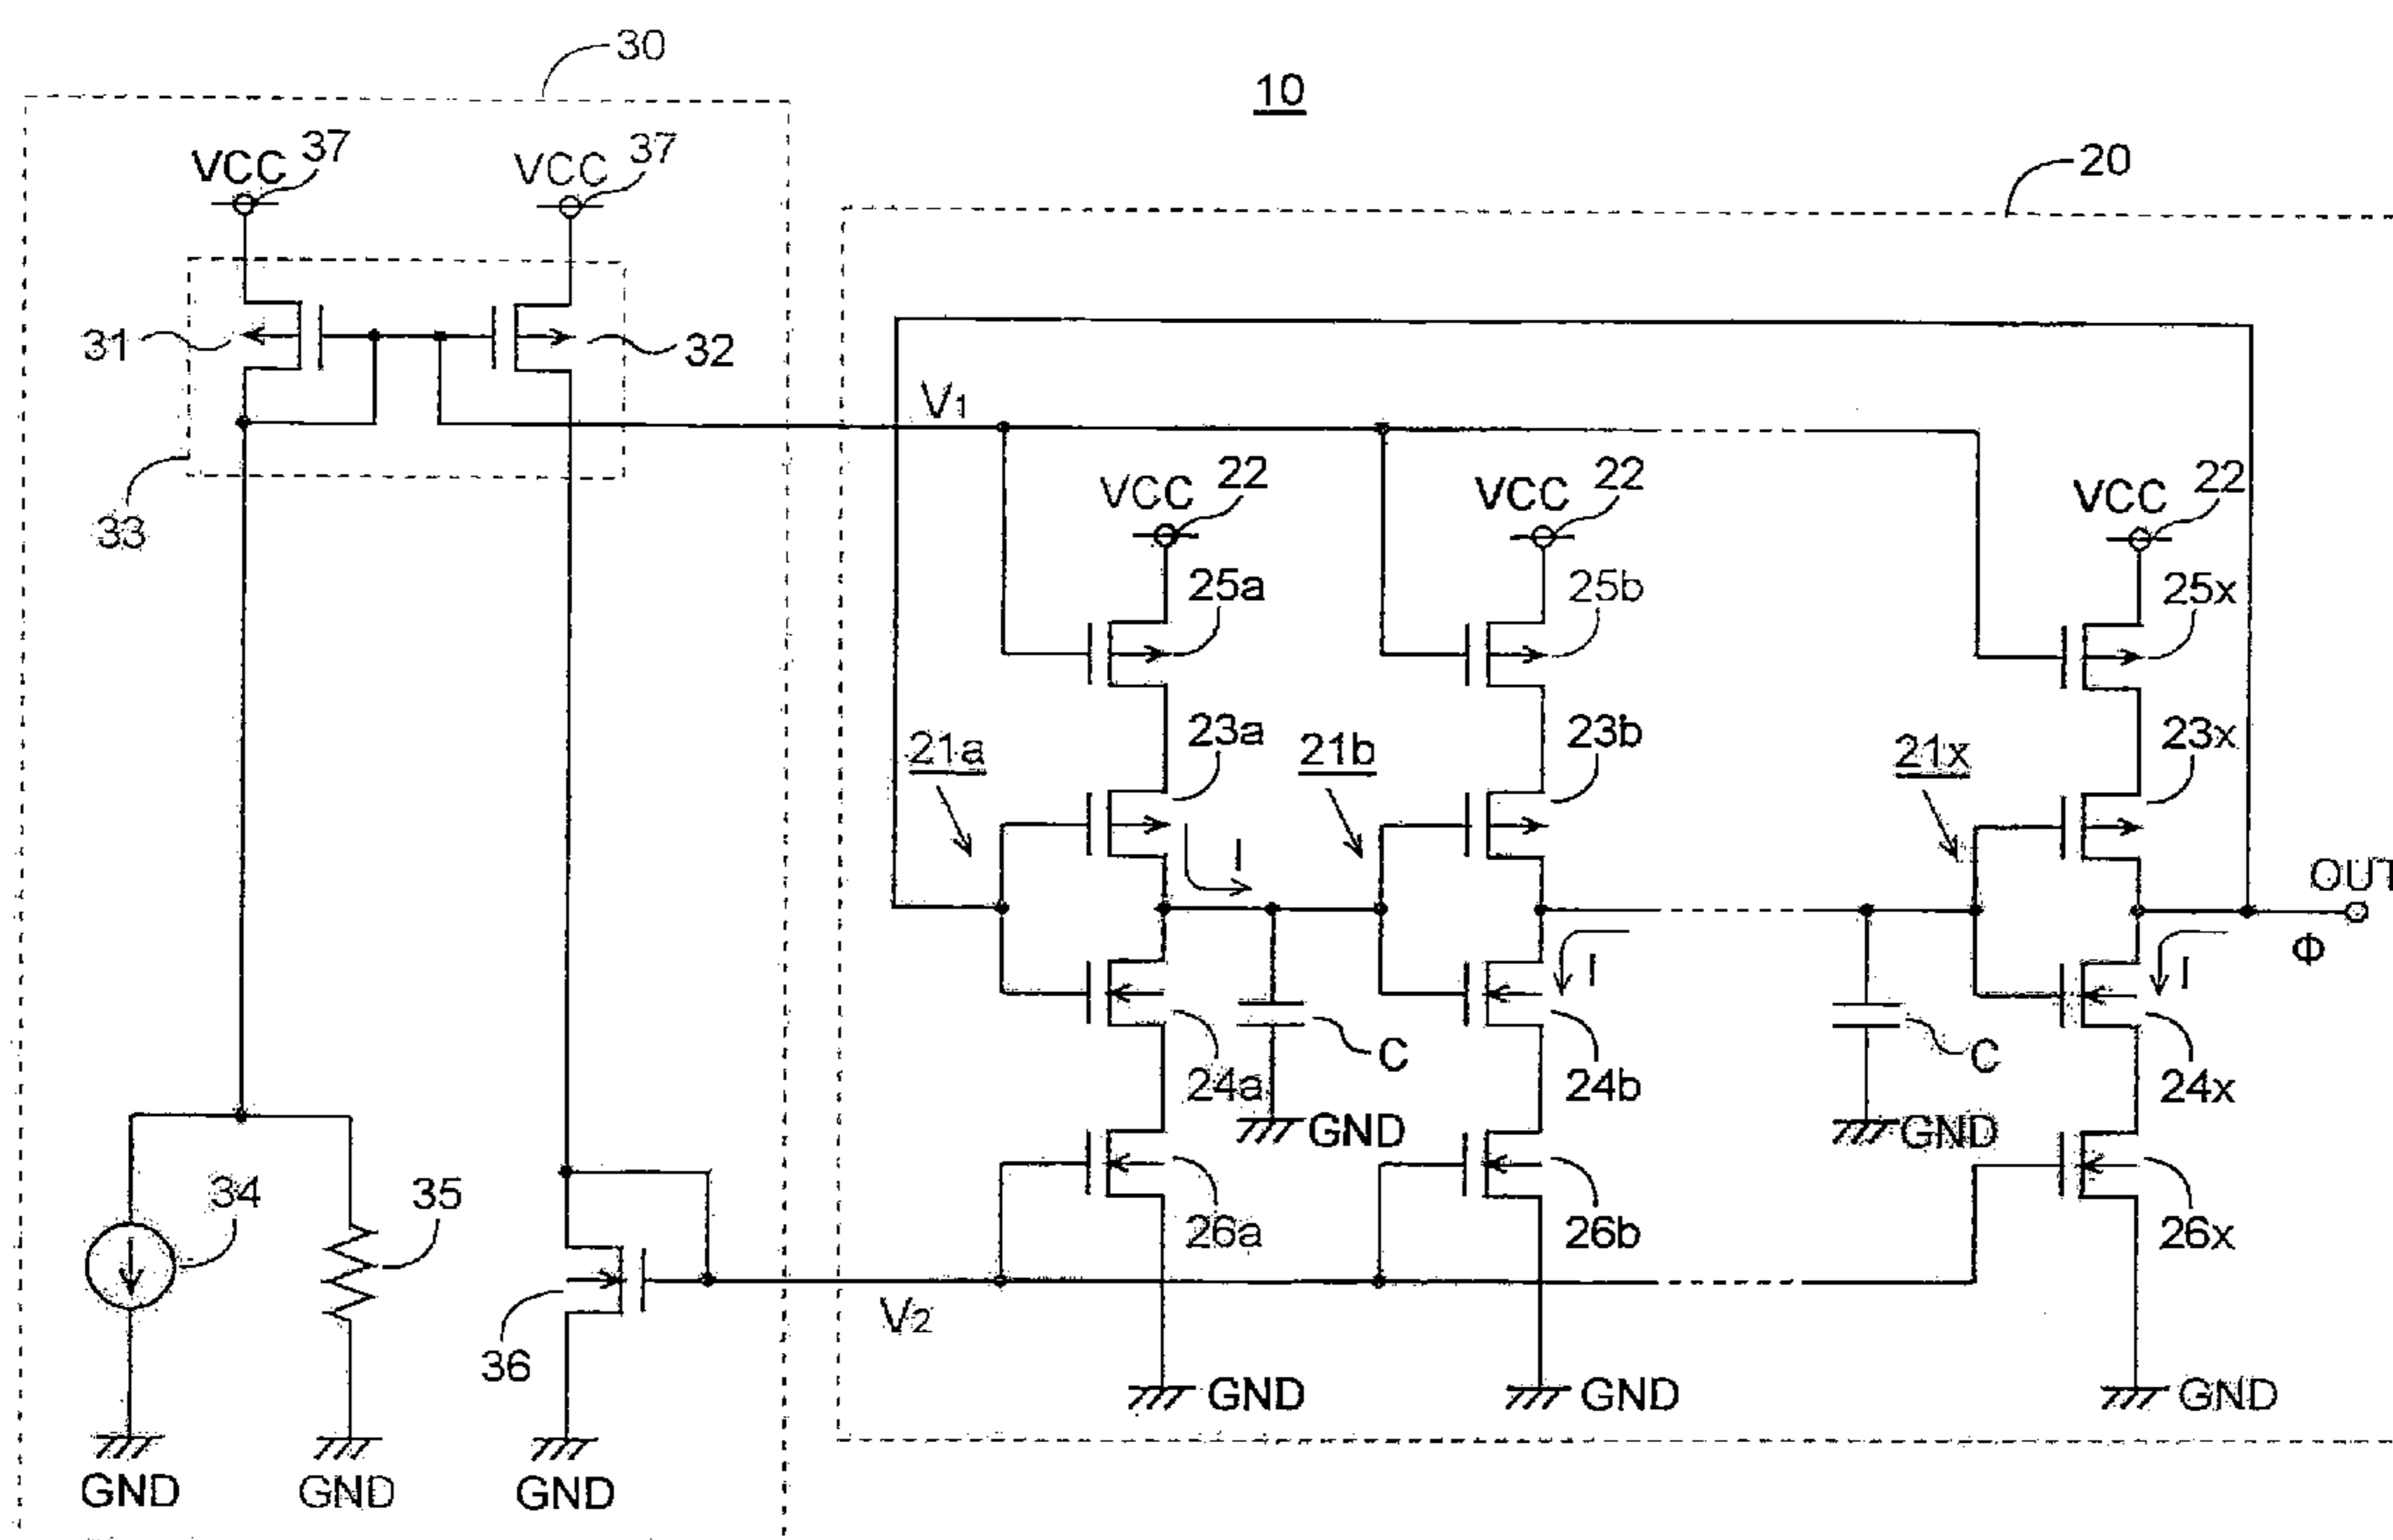 30
10
20
VCC 37
VCC 37
31
32
33
V1
VCC 22
VCC 22
VCC 22
25a
25b
25x
21a
23a
21b
23b
21x
23x
I
OUT
Φ
I
I
C
C
24a
24b
24x
GND
GND
34
35
36
26a
26b
26x
V2
GND
GND
GND
GND
GND
GND